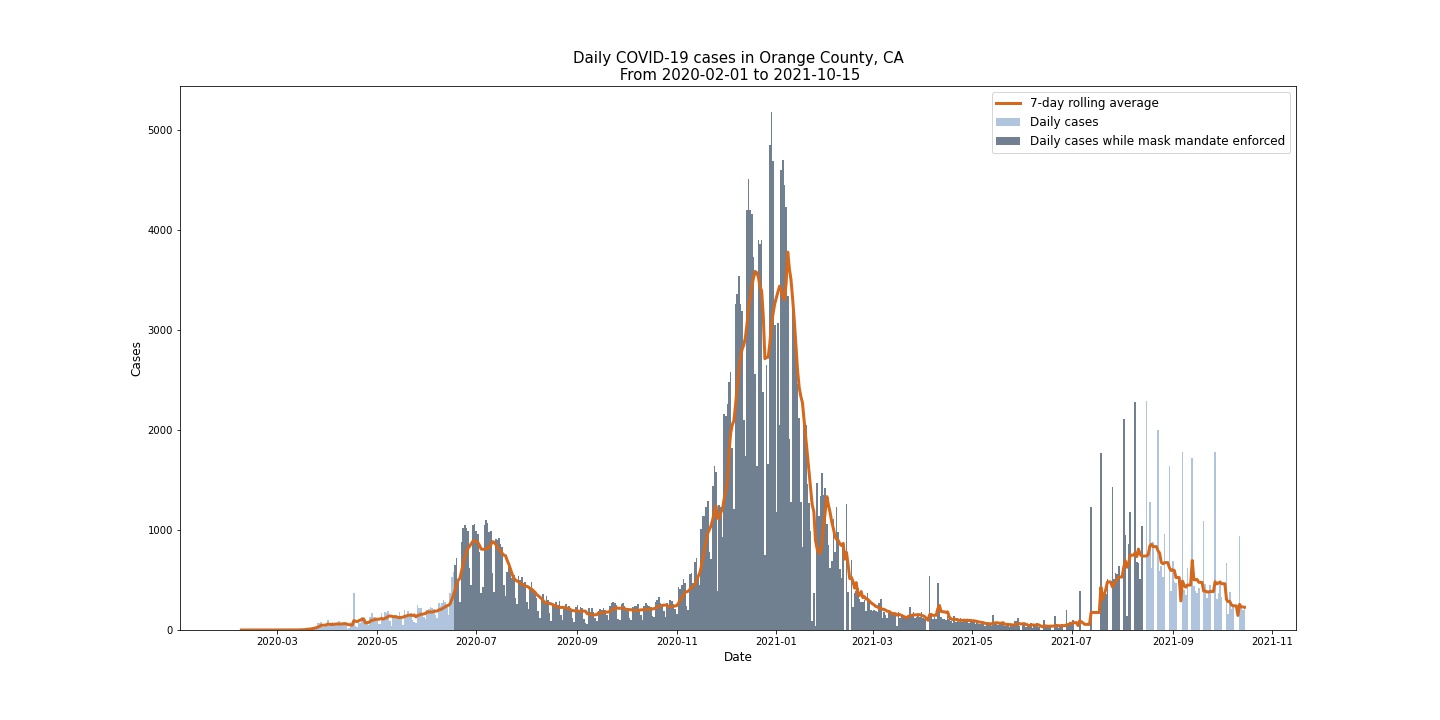 Daily COVID-19 cases in Orange County, CA
From 2020-02-01 to 2021-10-15
7-day rolling average
Daily cases
Daily cases while mask mandate enforced
5000
4000
3000
2000
1000
0
Cases
2020-03 2020-05 2020-07 2020-09 2020-11 2021-01 2021-03 2021-05 2021-07 2021-09 2021-11
Date